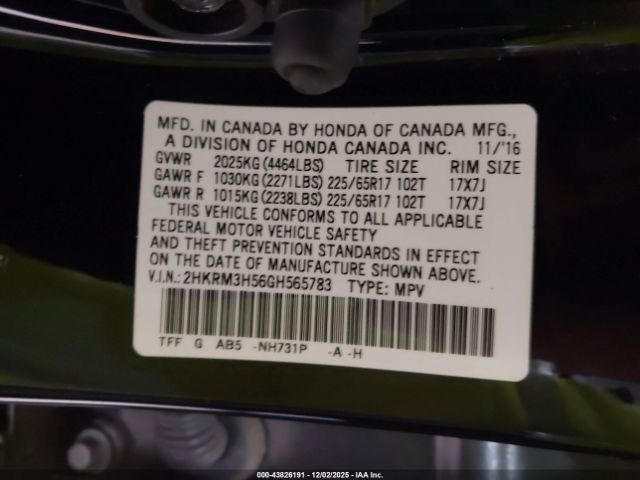 MFD. IN CANADA BY HONDA OF CANADA MFG.,
A DIVISION OF HONDA CANADA INC. 11/'16
GVWR 2025KG(4464LBS) TIRE SIZE RIM SIZE
GAWR F 1030KG(2271LBS) 225/65R17 102T 17X7J
GAWR R 1015KG(2238LBS) 225/65R17 102T 17X7J
THIS VEHICLE CONFORMS TO ALL APPLICABLE
FEDERAL MOTOR VEHICLE SAFETY
AND THEFT PREVENTION STANDARDS IN EFFECT
ON THE DATE OF MANUFACTURE SHOWN ABOVE.
V.I.N.: 2HKRM3H56GH565783 TYPE: MPV
TFF G AB5 -NH731P -A -H
00-43826191 - 12/02/2025 - IAA Inc.